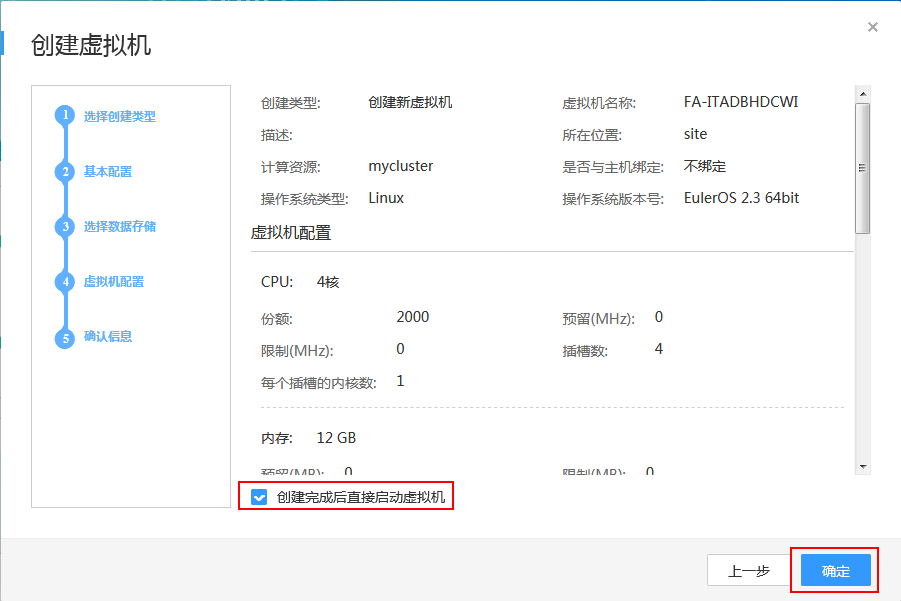 创建虚拟机
1 选择创建类型
2 基本配置
3 选择数据存储
4 虚拟机配置
5 确认信息
创建类型: 创建新虚拟机 虚拟机名称: FA-ITADBHDCWI
描述: 所在位置: site
计算资源: mycluster 是否与主机绑定: 不绑定
操作系统类型: Linux 操作系统版本号: EulerOS 2.3 64bit
虚拟机配置
CPU: 4核
份额: 2000 预留(MHz): 0
限制(MHz): 0 插槽数: 4
每个插槽的内核数: 1
内存: 12 GB
预留(MB): 0 限制(MB): 0
创建完成后直接启动虚拟机
上一步 确定